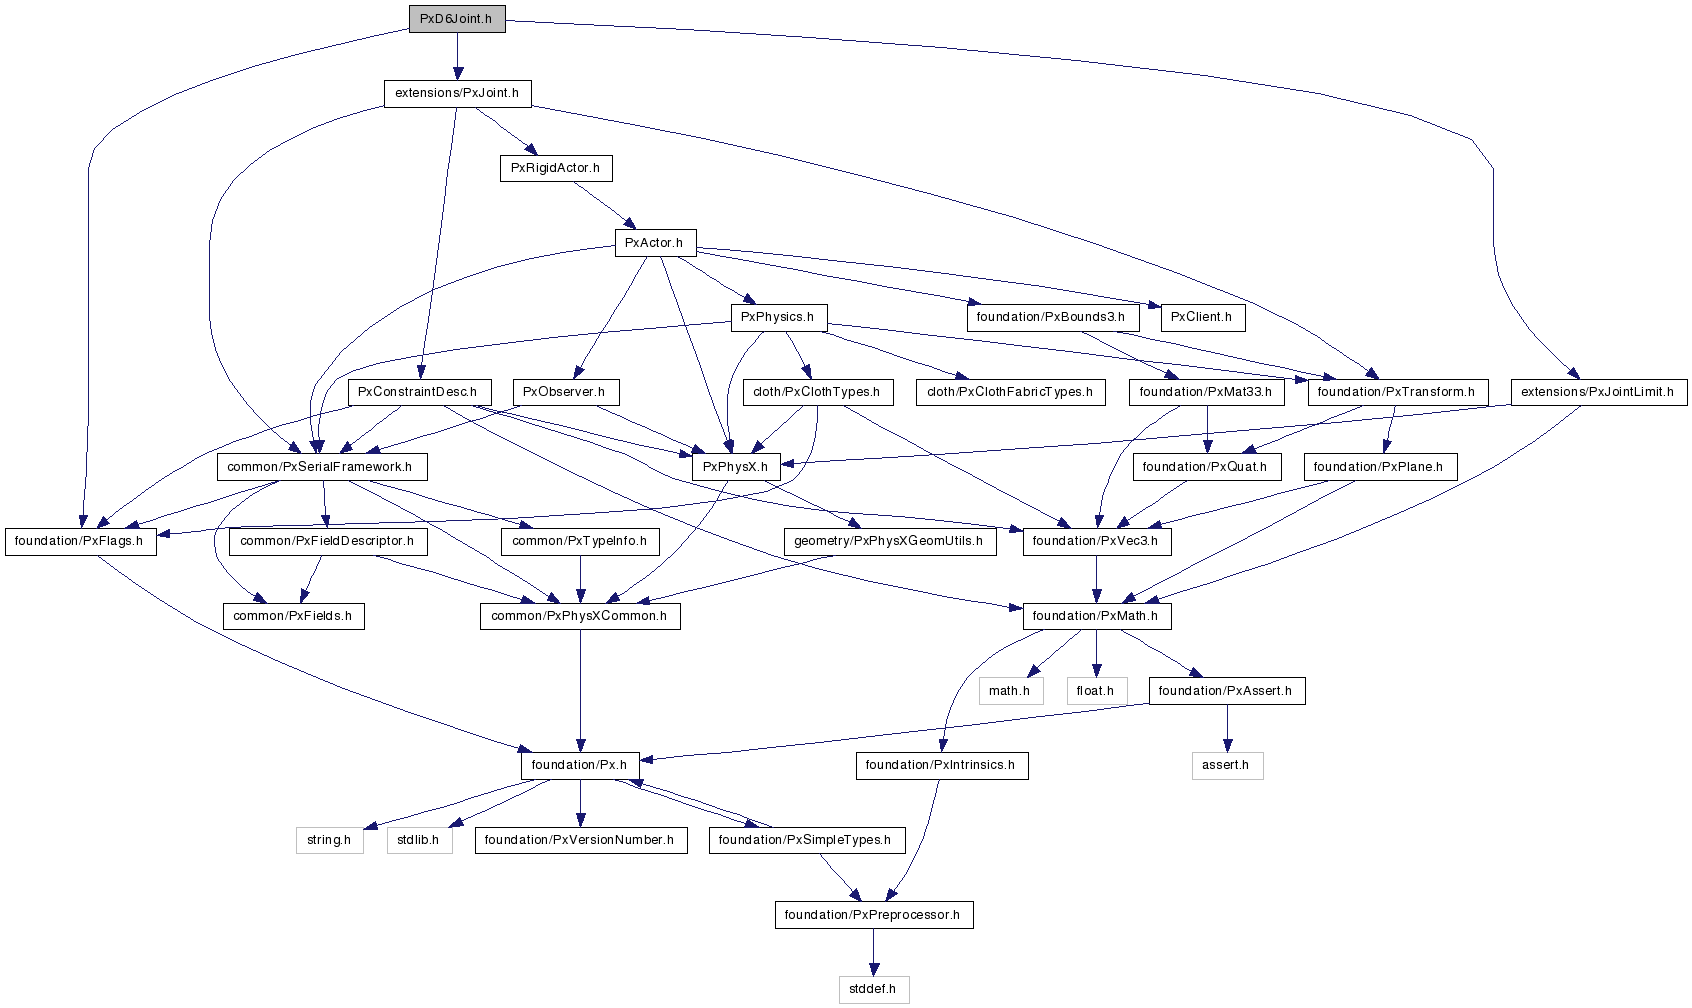 PxD6Joint.h
extensions/PxJoint.h
PxRigidActor.h
PxActor.h
PxPhysics.h
foundation/PxBounds3.h
PxClient.h
PxConstraintDesc.h
PxObserver.h
cloth/PxClothTypes.h
cloth/PxClothFabricTypes.h
foundation/PxMat33.h
foundation/PxTransform.h
extensions/PxJointLimit.h
common/PxSerialFramework.h
PxPhysX.h
foundation/PxQuat.h
foundation/PxPlane.h
foundation/PxFlags.h
common/PxFieldDescriptor.h
common/PxTypeInfo.h
geometry/PxPhysXGeomUtils.h
foundation/PxVec3.h
common/PxFields.h
common/PxPhysXCommon.h
foundation/PxMath.h
math.h
float.h
foundation/PxAssert.h
foundation/Px.h
foundation/PxIntrinsics.h
assert.h
string.h
stdlib.h
foundation/PxVersionNumber.h
foundation/PxSimpleTypes.h
foundation/PxPreprocessor.h
stddef.h